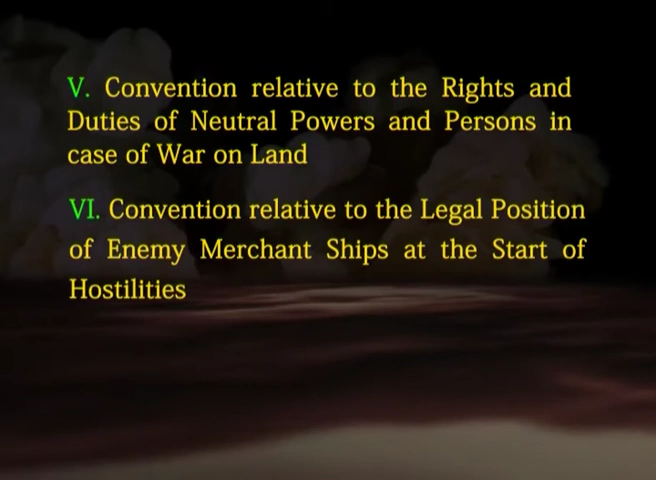 V. Convention relative to the Rights and
Duties of Neutral Powers and Persons in
case of War on Land
VI. Convention relative to the Legal Position
of Enemy Merchant Ships at the Start of
Hostilities